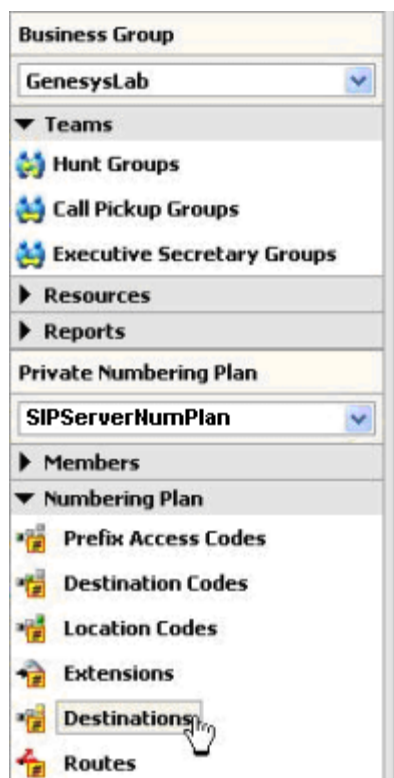 Business Group
GenesysLab
Teams
Hunt Groups
Call Pickup Groups
Executive Secretary Groups
Resources
Reports
Private Numbering Plan
SIPServerNumPlan
Members
Numbering Plan
Prefix Access Codes
Destination Codes
Location Codes
Extensions
Destinations
Routes